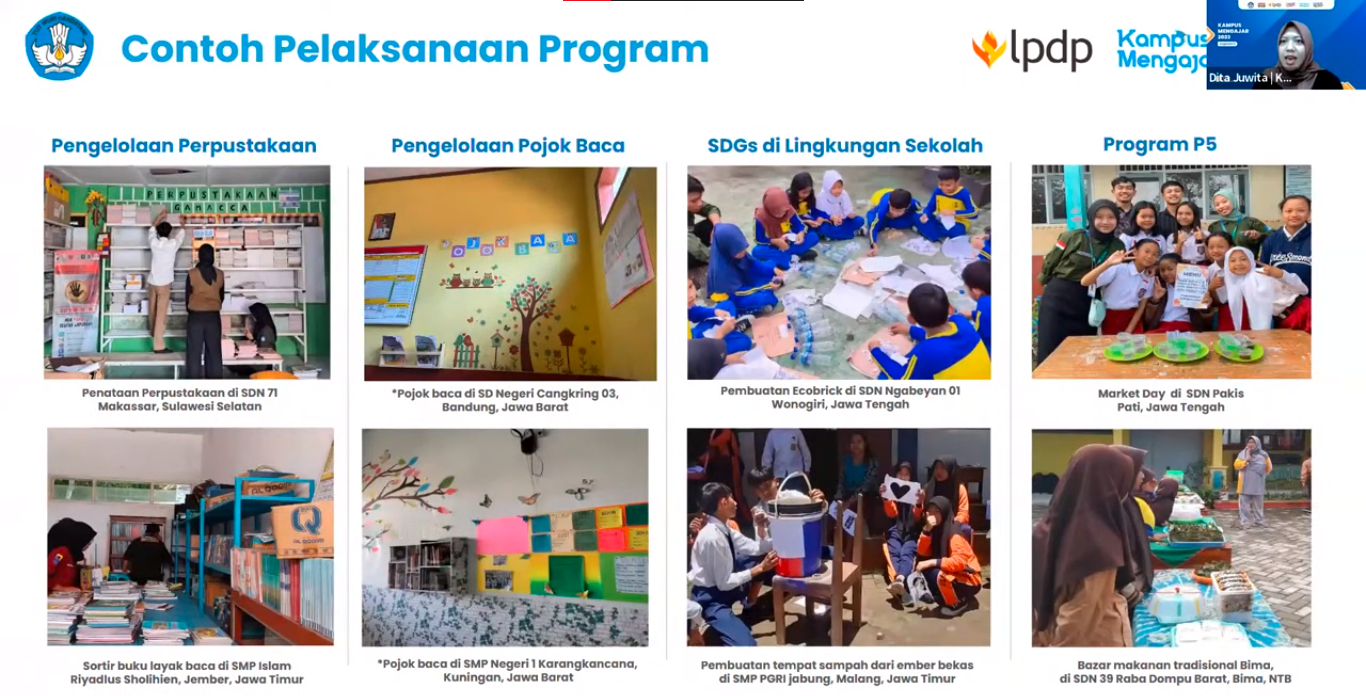 Contoh Pelaksanaan Program
lpdp
Kampus
Mengaja
KAMPUS
MENGAJAR
2023
Dita Juwita | K...
Pengelolaan Perpustakaan
Pengelolaan Pojok Baca
SDGs di Lingkungan Sekolah
Program P5
PERPUSTAKAAN
GAMACCA
POJOK BACA
MENU
Penataan Perpustakaan di SDN 71
Makassar, Sulawesi Selatan
*Pojok baca di SD Negeri Cangkring 03,
Bandung, Jawa Barat
Pembuatan Ecobrick di SDN Ngabeyan 01
Wonogiri, Jawa Tengah
Market Day di SDN Pakis
Pati, Jawa Tengah
AL QODIRI
Q
Sortir buku layak baca di SMP Islam
Riyadlus Sholihien, Jember, Jawa Timur
*Pojok baca di SMP Negeri 1 Karangkancana,
Kuningan, Jawa Barat
Pembuatan tempat sampah dari ember bekas
di SMP PGRI jabung, Malang, Jawa Timur
Bazar makanan tradisional Bima,
di SDN 39 Raba Dompu Barat, Bima, NTB